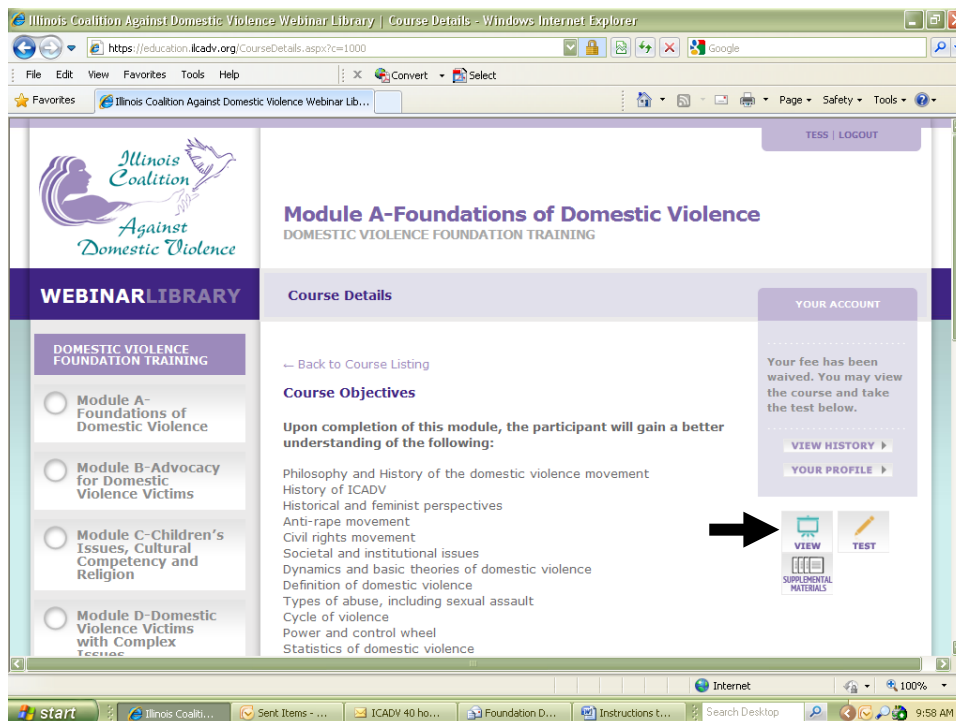 Illinois Coalition Against Domestic Violence Webinar Library | Course Details - Windows Internet Explorer
https://education.ilcadv.org/CourseDetails.aspx?c=1000
Google
File Edit View Favorites Tools Help
Convert
Select
Favorites
Illinois Coalition Against Domestic Violence Webinar Lib...
Page
Safety
Tools
TESS | LOGOUT
Illinois
Coalition
Against
Domestic Violence
Module A-Foundations of Domestic Violence
DOMESTIC VIOLENCE FOUNDATION TRAINING
WEBINARLIBRARY
Course Details
YOUR ACCOUNT
Your fee has been
waived. You may view
the course and take
the test below.
VIEW HISTORY
YOUR PROFILE
VIEW
TEST
SUPPLEMENTAL
MATERIALS
DOMESTIC VIOLENCE
FOUNDATION TRAINING
Module A-
Foundations of
Domestic Violence
Module B-Advocacy
for Domestic
Violence Victims
Module C-Children's
Issues, Cultural
Competency and
Religion
Module D-Domestic
Violence Victims
with Complex
Issues
← Back to Course Listing
Course Objectives
Upon completion of this module, the participant will gain a better
understanding of the following:
Philosophy and History of the domestic violence movement
History of ICADV
Historical and feminist perspectives
Anti-rape movement
Civil rights movement
Societal and institutional issues
Dynamics and basic theories of domestic violence
Definition of domestic violence
Types of abuse, including sexual assault
Cycle of violence
Power and control wheel
Statistics of domestic violence
Internet
100%
start
Illinois Coaliti...
Sent Items - ...
ICADV 40 ho...
Foundation D...
Instructions t...
Search Desktop
9:58 AM